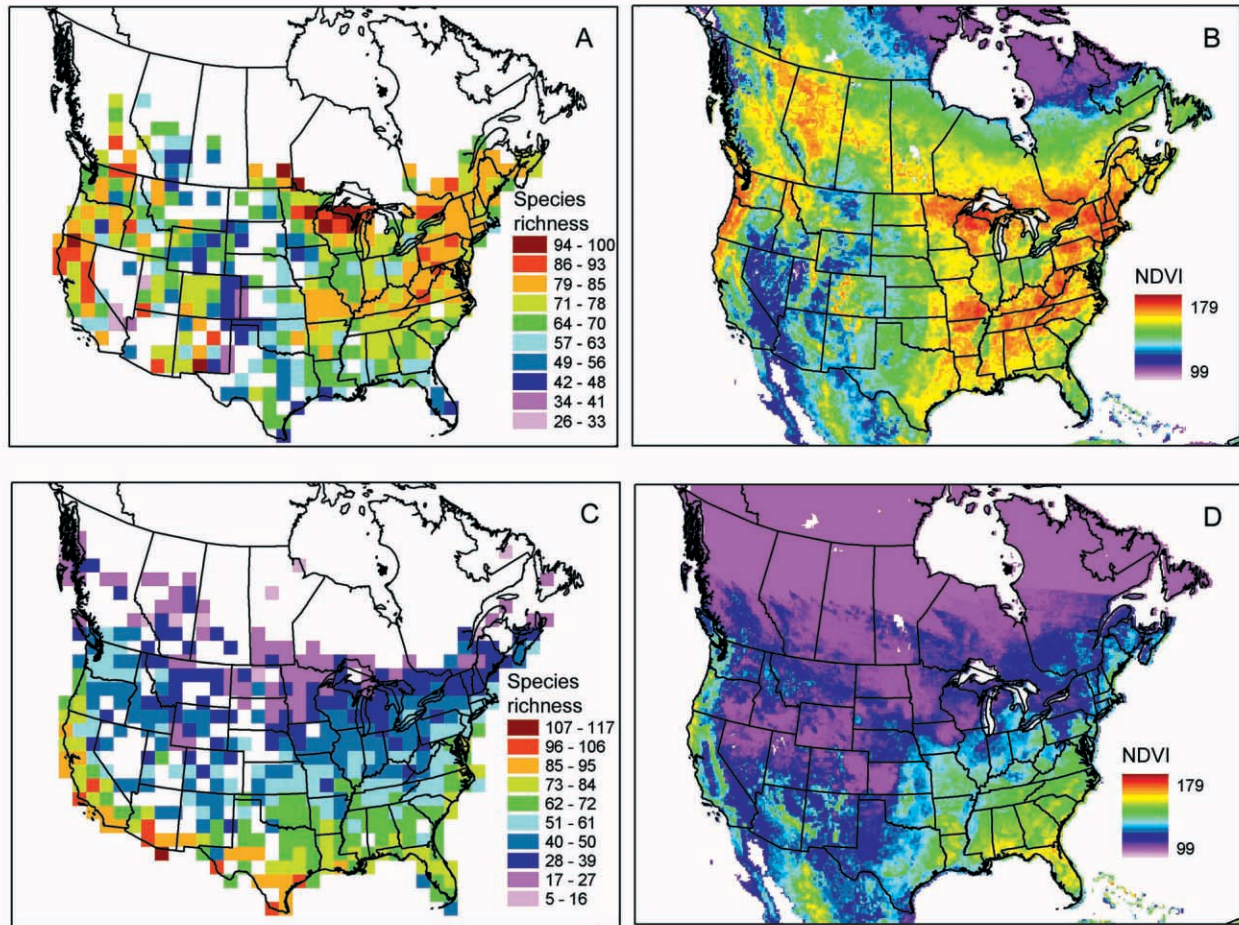 A
Species
richness
94 - 100
86 - 93
79 - 85
71 - 78
64 - 70
57 - 63
49 - 56
42 - 48
34 - 41
26 - 33
B
NDVI
179
99
C
Species
richness
107 - 117
96 - 106
85 - 95
73 - 84
62 - 72
51 - 61
40 - 50
28 - 39
17 - 27
5 - 16
D
NDVI
179
99